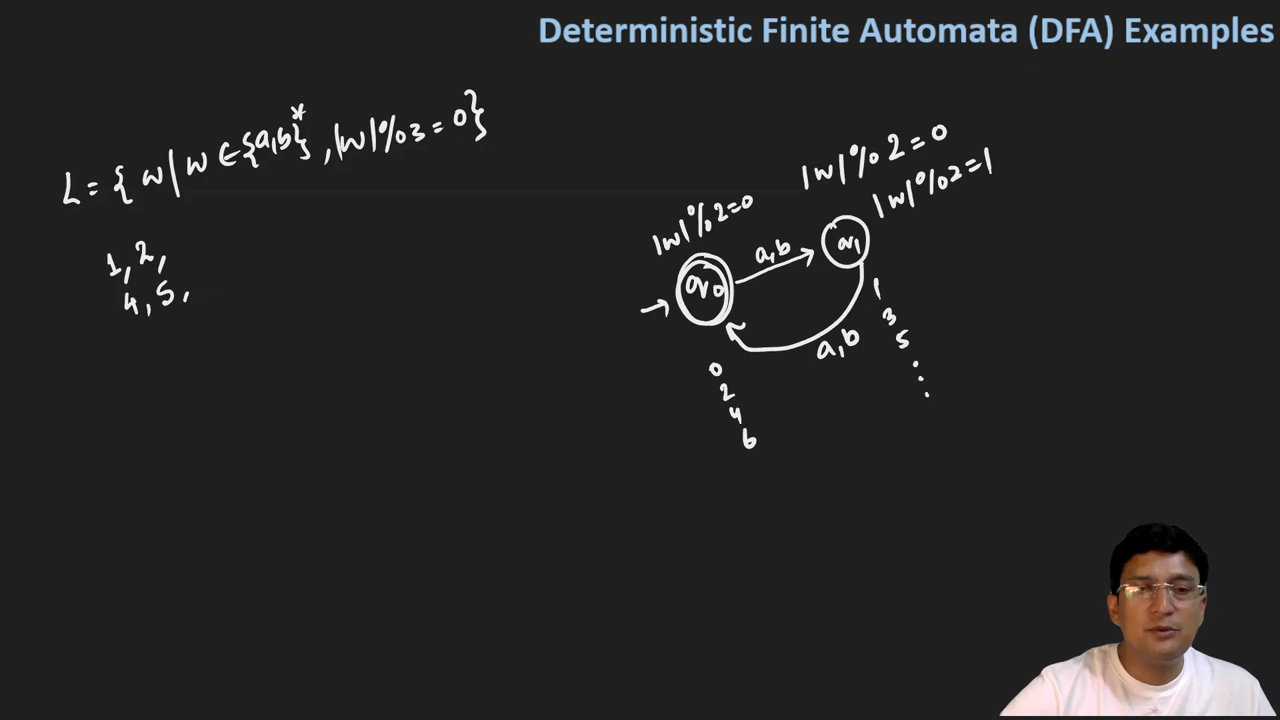 Deterministic Finite Automata (DFA) Examples
L = { w | w ∈ {a,b}* , |w| % 3 = 0 }
1, 2,
4, 5,
|w| % 2 = 0
|w| % 2 = 1
|w| % 2 = 0
q0
a,b
q1
a,b
0
2
4
6
1
3
5
.
.
.